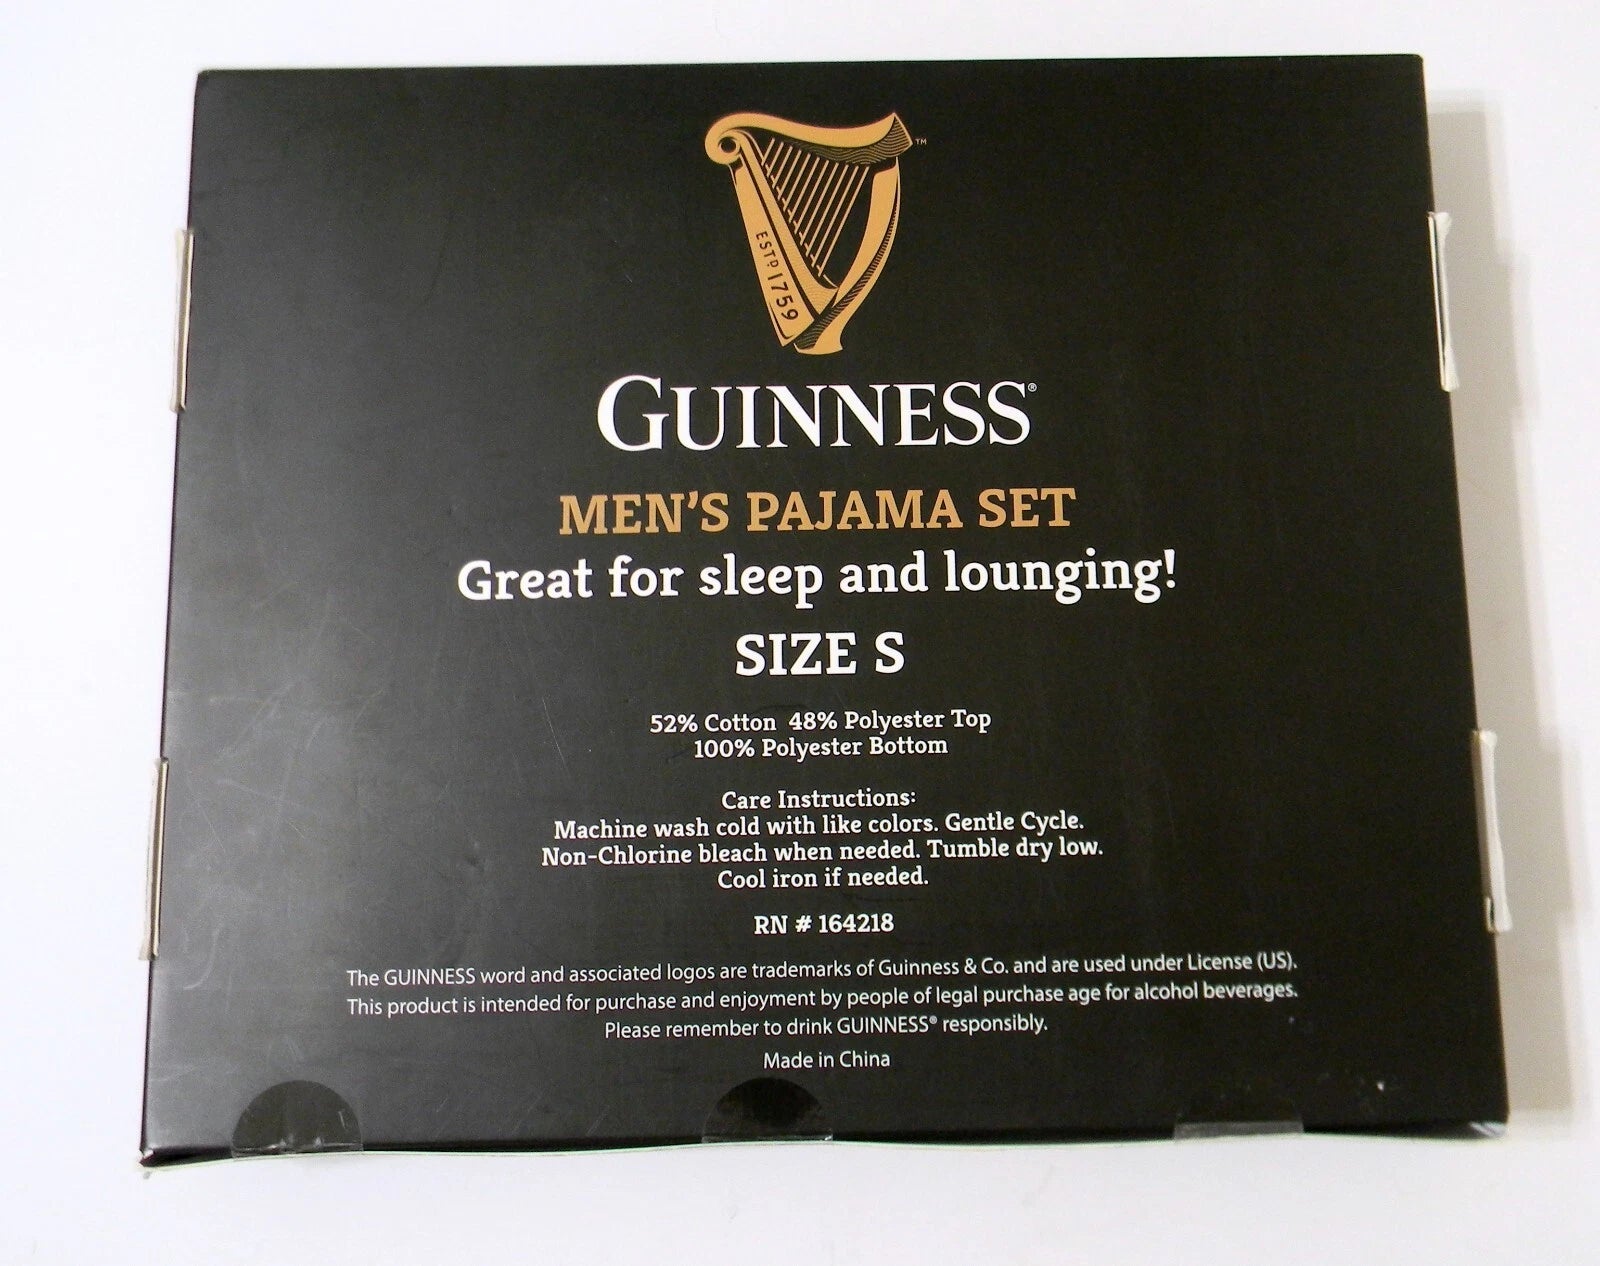 ESTD 1759
TM
GUINNESS®
MEN'S PAJAMA SET
Great for sleep and lounging!
SIZE S
52% Cotton 48% Polyester Top
100% Polyester Bottom
Care Instructions:
Machine wash cold with like colors. Gentle Cycle.
Non-Chlorine bleach when needed. Tumble dry low.
Cool iron if needed.
RN # 164218
The GUINNESS word and associated logos are trademarks of Guinness & Co. and are used under License (US).
This product is intended for purchase and enjoyment by people of legal purchase age for alcohol beverages.
Please remember to drink GUINNESS® responsibly.
Made in China